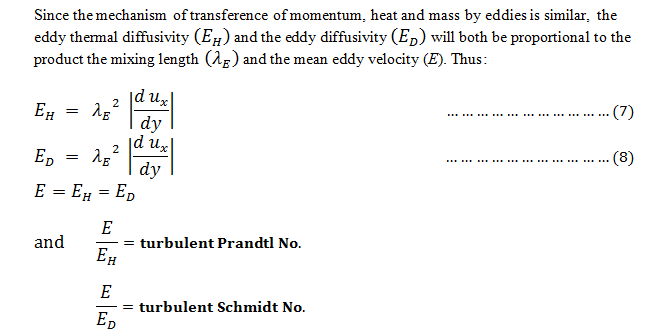 Since the mechanism of transference of momentum, heat and mass by eddies is similar, the
eddy thermal diffusivity (E_H) and the eddy diffusivity (E_D) will both be proportional to the
product the mixing length (λ_E) and the mean eddy velocity (E). Thus:
E_H = λ_E² |d u_x / dy| ... ... ... ... ... ... ... ... ... ... ... (7)
E_D = λ_E² |d u_x / dy| ... ... ... ... ... ... ... ... ... ... ... (8)
E = E_H = E_D
and E / E_H = turbulent Prandtl No.
E / E_D = turbulent Schmidt No.